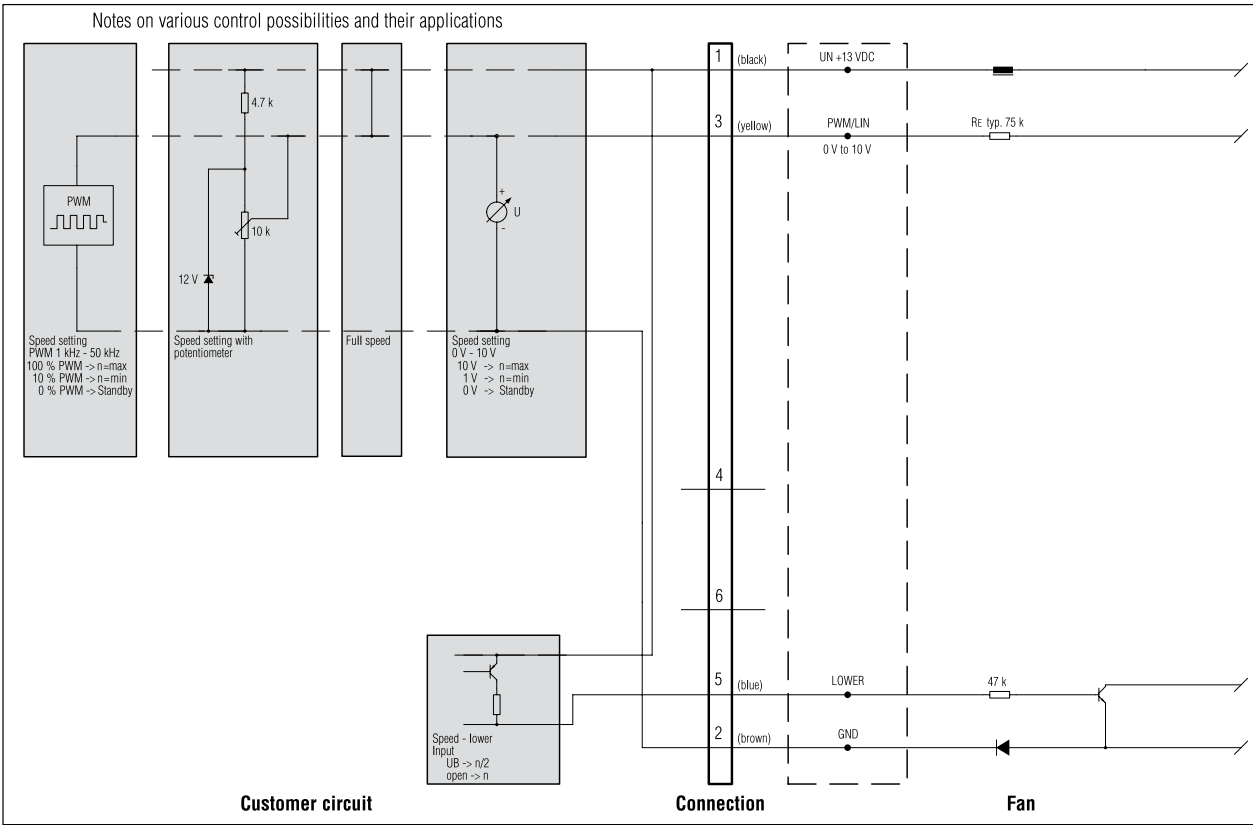 Notes on various control possibilities and their applications
PWM
Speed setting
PWM 1 kHz - 50 kHz
100 % PWM -> n=max
10 % PWM -> n=min
0 % PWM -> Standby
4.7 k
10 k
12 V
Speed setting with
potentiometer
Full speed
+
U
-
Speed setting
0 V - 10 V
10 V -> n=max
1 V -> n=min
0 V -> Standby
Speed - lower
Input
UB -> n/2
open -> n
1 (black)
3 (yellow)
4
6
5 (blue)
2 (brown)
UN +13 VDC
PWM/LIN
0 V to 10 V
LOWER
GND
RE typ. 75 k
47 k
Customer circuit
Connection
Fan